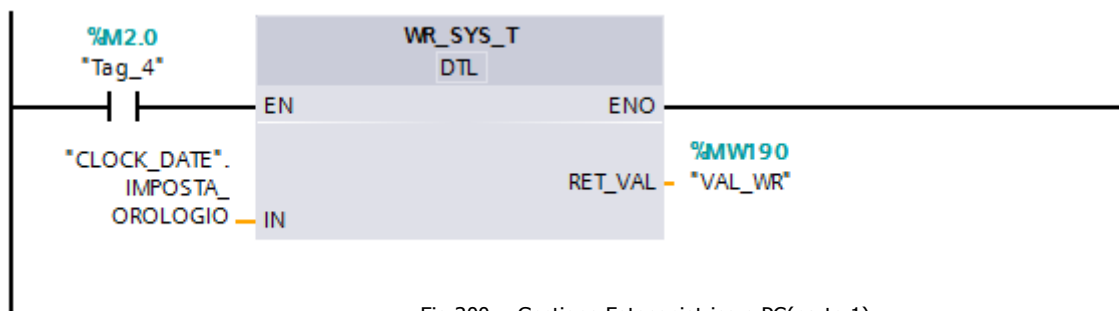 %M2.0
"Tag_4"
WR_SYS_T
DTL
EN
ENO
"CLOCK_DATE".
IMPOSTA_
OROLOGIO
IN
RET_VAL
%MW190
"VAL_WR"